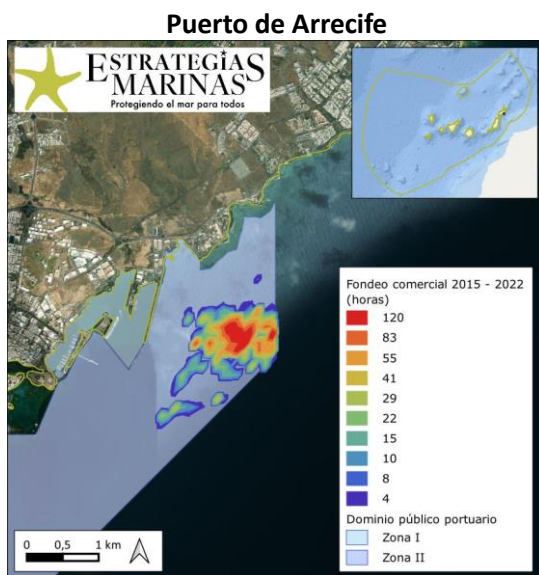 Puerto de Arrecife
ESTRATEGIAS
MARINAS
Protegiendo el mar para todos
Fondeo comercial 2015 - 2022
(horas)
120
83
55
41
29
22
15
10
8
4
Dominio público portuario
Zona I
Zona II
0 0,5 1 km